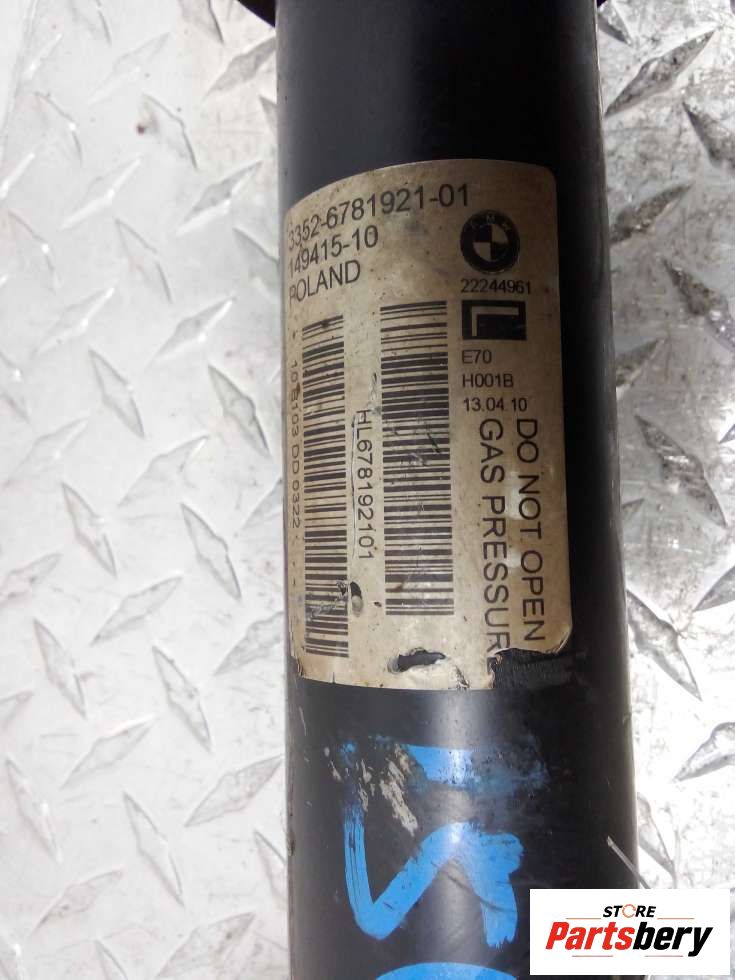 3352-6781921-01
149415-10
POLAND
BMW
22244961
L
E70
H001B
13.04.10
DO NOT OPEN
GAS PRESSURE
HL678192101
STORE
Partsbery